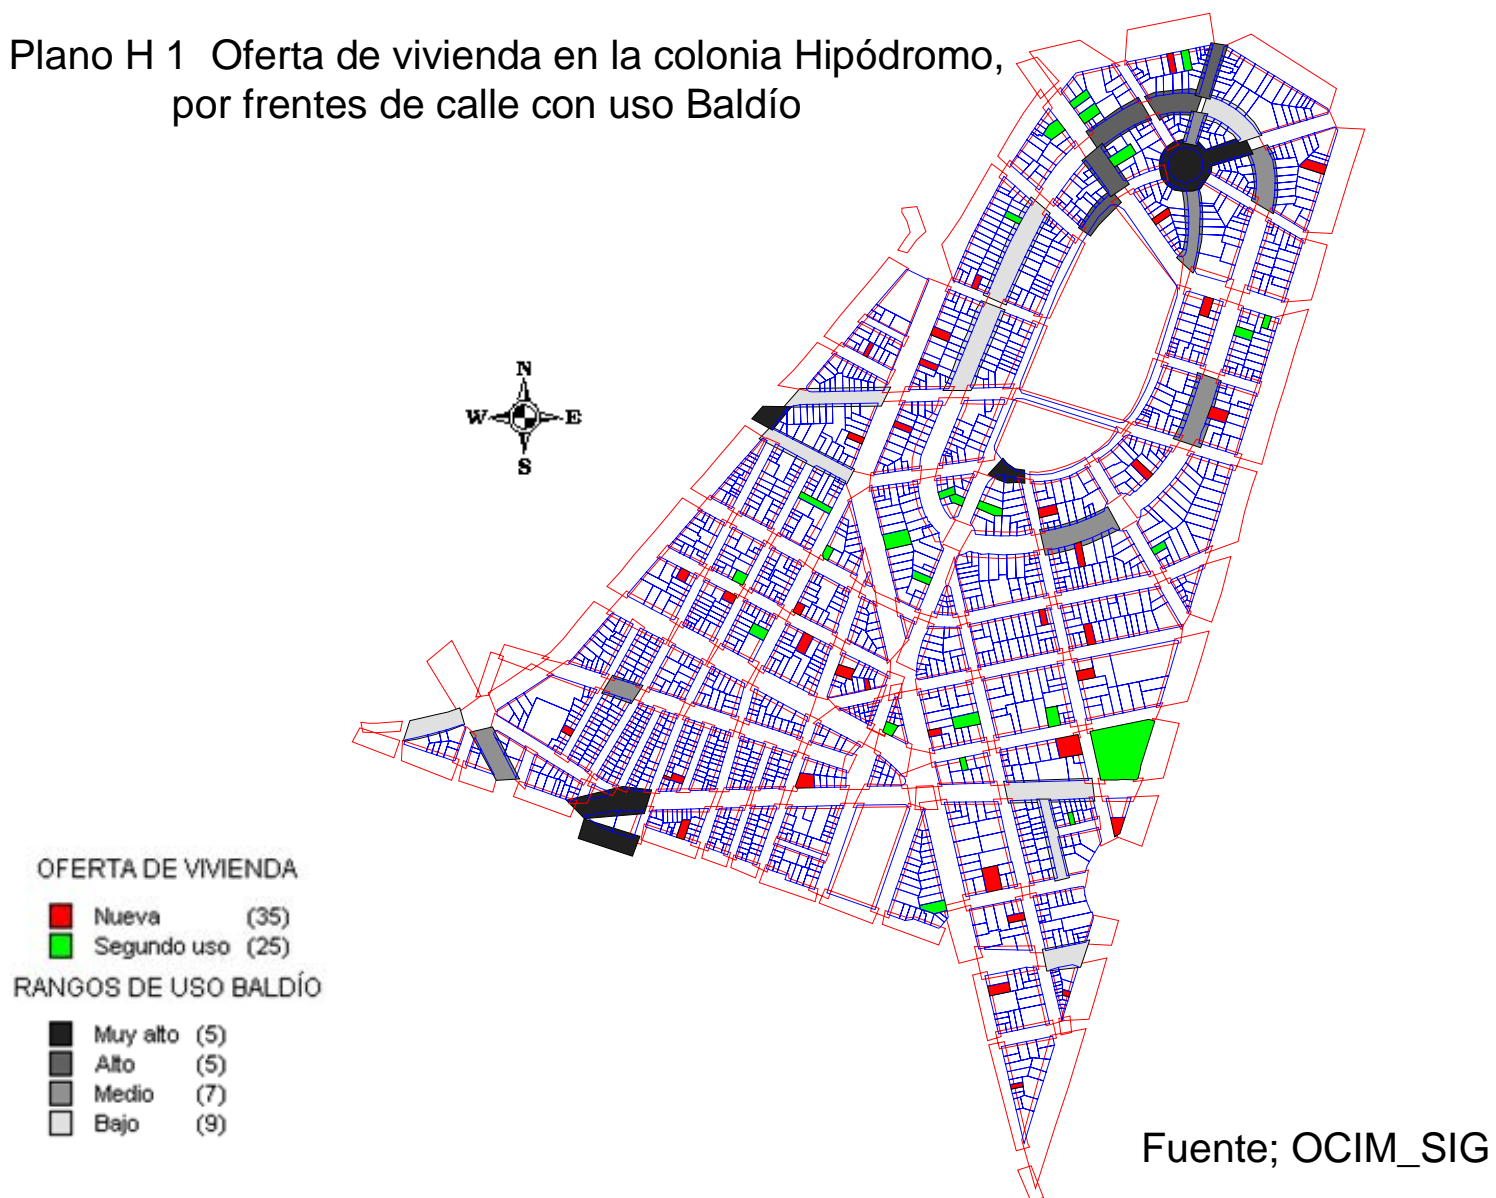 Plano H 1  Oferta de vivienda en la colonia Hipódromo,
por frentes de calle con uso Baldío
N
W E
S
OFERTA DE VIVIENDA
Nueva (35)
Segundo uso (25)
RANGOS DE USO BALDÍO
Muy alto (5)
Alto (5)
Medio (7)
Bajo (9)
Fuente; OCIM_SIG